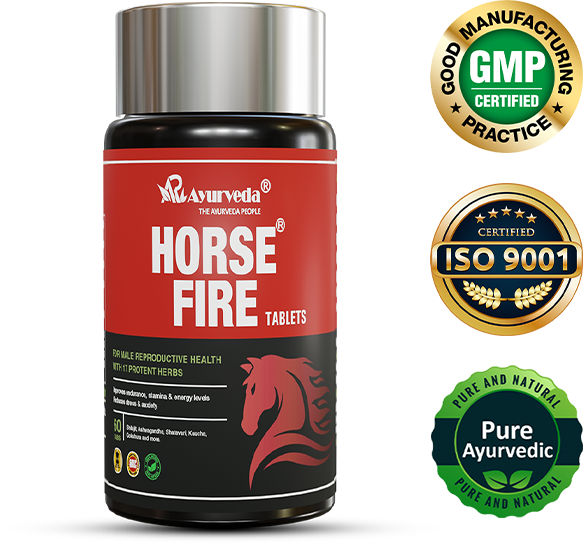 Ayurveda®
THE AYURVEDA PEOPLE
HORSE®
FIRE TABLETS
FOR MALE REPRODUCTIVE HEALTH
WITH 17 PROTENT HERBS
Improves endurance, stamina & energy levels
Reduces stress & anxiety
60
Shilajit, Ashwagandha, Shatavari, Kaucha,
Gokshura and more.
GOOD MANUFACTURING
GMP
CERTIFIED
PRACTICE
CERTIFIED
ISO 9001
PURE AND NATURAL
Pure
Ayurvedic
PURE AND NATURAL